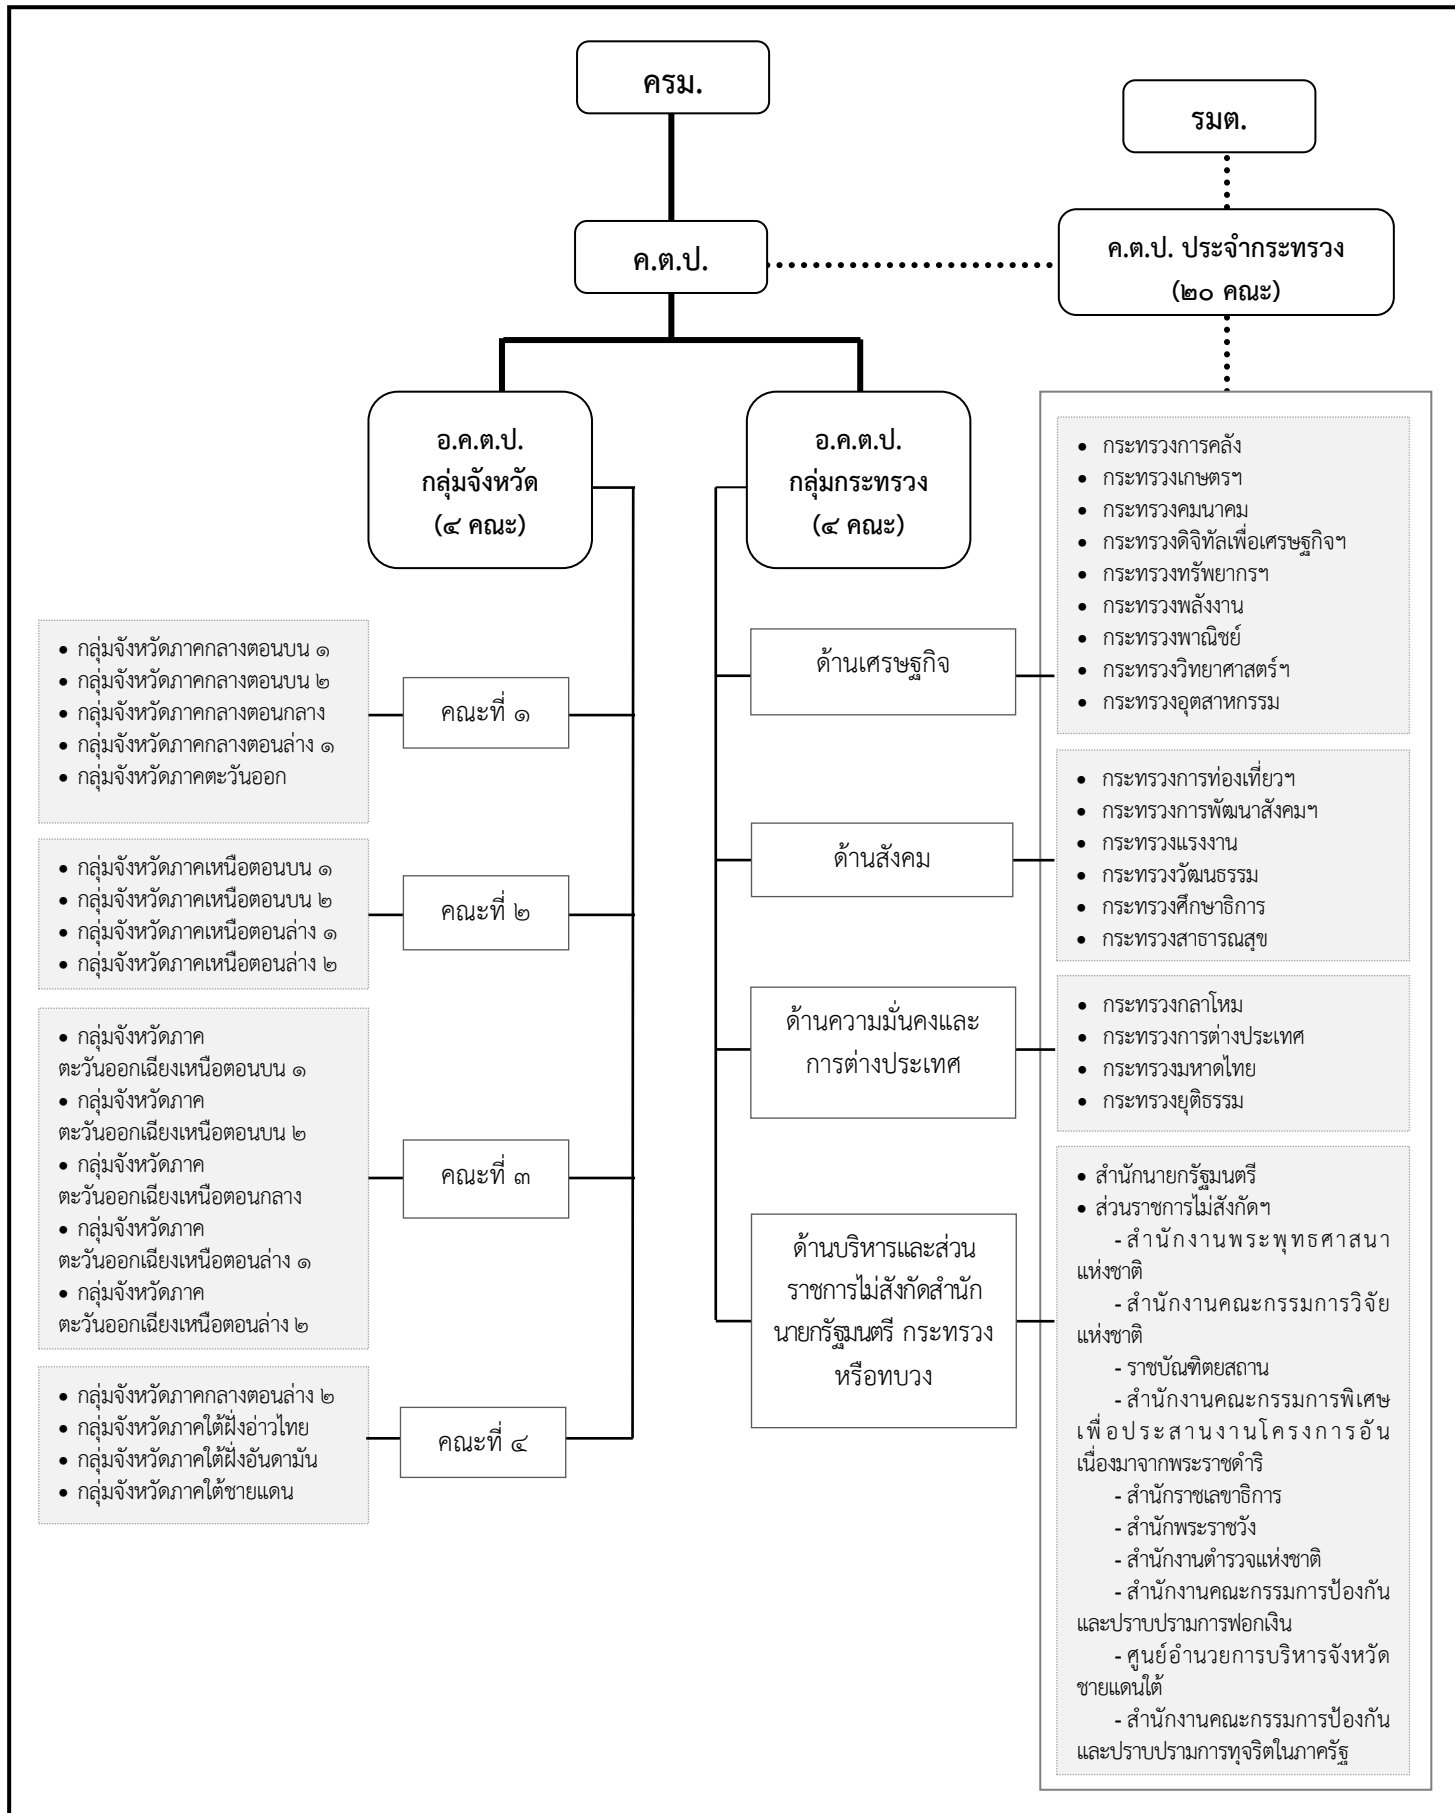 ครม.
รมต.
ค.ต.ป.
ค.ต.ป. ประจำกระทรวง
(๒๐ คณะ)
อ.ค.ต.ป.
กลุ่มจังหวัด
(๔ คณะ)
อ.ค.ต.ป.
กลุ่มกระทรวง
(๔ คณะ)
• กลุ่มจังหวัดภาคกลางตอนบน ๑
• กลุ่มจังหวัดภาคกลางตอนบน ๒
• กลุ่มจังหวัดภาคกลางตอนกลาง
• กลุ่มจังหวัดภาคกลางตอนล่าง ๑
• กลุ่มจังหวัดภาคตะวันออก
คณะที่ ๑
• กลุ่มจังหวัดภาคเหนือตอนบน ๑
• กลุ่มจังหวัดภาคเหนือตอนบน ๒
• กลุ่มจังหวัดภาคเหนือตอนล่าง ๑
• กลุ่มจังหวัดภาคเหนือตอนล่าง ๒
คณะที่ ๒
• กลุ่มจังหวัดภาค
ตะวันออกเฉียงเหนือตอนบน ๑
• กลุ่มจังหวัดภาค
ตะวันออกเฉียงเหนือตอนบน ๒
• กลุ่มจังหวัดภาค
ตะวันออกเฉียงเหนือตอนกลาง
• กลุ่มจังหวัดภาค
ตะวันออกเฉียงเหนือตอนล่าง ๑
• กลุ่มจังหวัดภาค
ตะวันออกเฉียงเหนือตอนล่าง ๒
คณะที่ ๓
• กลุ่มจังหวัดภาคกลางตอนล่าง ๒
• กลุ่มจังหวัดภาคใต้ฝั่งอ่าวไทย
• กลุ่มจังหวัดภาคใต้ฝั่งอันดามัน
• กลุ่มจังหวัดภาคใต้ชายแดน
คณะที่ ๔
ด้านเศรษฐกิจ
• กระทรวงการคลัง
• กระทรวงเกษตรฯ
• กระทรวงคมนาคม
• กระทรวงดิจิทัลเพื่อเศรษฐกิจฯ
• กระทรวงทรัพยากรฯ
• กระทรวงพลังงาน
• กระทรวงพาณิชย์
• กระทรวงวิทยาศาสตร์ฯ
• กระทรวงอุตสาหกรรม
ด้านสังคม
• กระทรวงการท่องเที่ยวฯ
• กระทรวงการพัฒนาสังคมฯ
• กระทรวงแรงงาน
• กระทรวงวัฒนธรรม
• กระทรวงศึกษาธิการ
• กระทรวงสาธารณสุข
ด้านความมั่นคงและ
การต่างประเทศ
• กระทรวงกลาโหม
• กระทรวงการต่างประเทศ
• กระทรวงมหาดไทย
• กระทรวงยุติธรรม
ด้านบริหารและส่วน
ราชการไม่สังกัดสำนัก
นายกรัฐมนตรี กระทรวง
หรือทบวง
• สำนักนายกรัฐมนตรี
• ส่วนราชการไม่สังกัดฯ
- สำนักงานพระพุทธศาสนา
แห่งชาติ
- สำนักงานคณะกรรมการวิจัย
แห่งชาติ
- ราชบัณฑิตยสถาน
- สำนักงานคณะกรรมการพิเศษ
เพื่อประสานงานโครงการอัน
เนื่องมาจากพระราชดำริ
- สำนักราชเลขาธิการ
- สำนักพระราชวัง
- สำนักงานตำรวจแห่งชาติ
- สำนักงานคณะกรรมการป้องกัน
และปราบปรามการฟอกเงิน
- ศูนย์อำนวยการบริหารจังหวัด
ชายแดนใต้
- สำนักงานคณะกรรมการป้องกัน
และปราบปรามการทุจริตในภาครัฐ